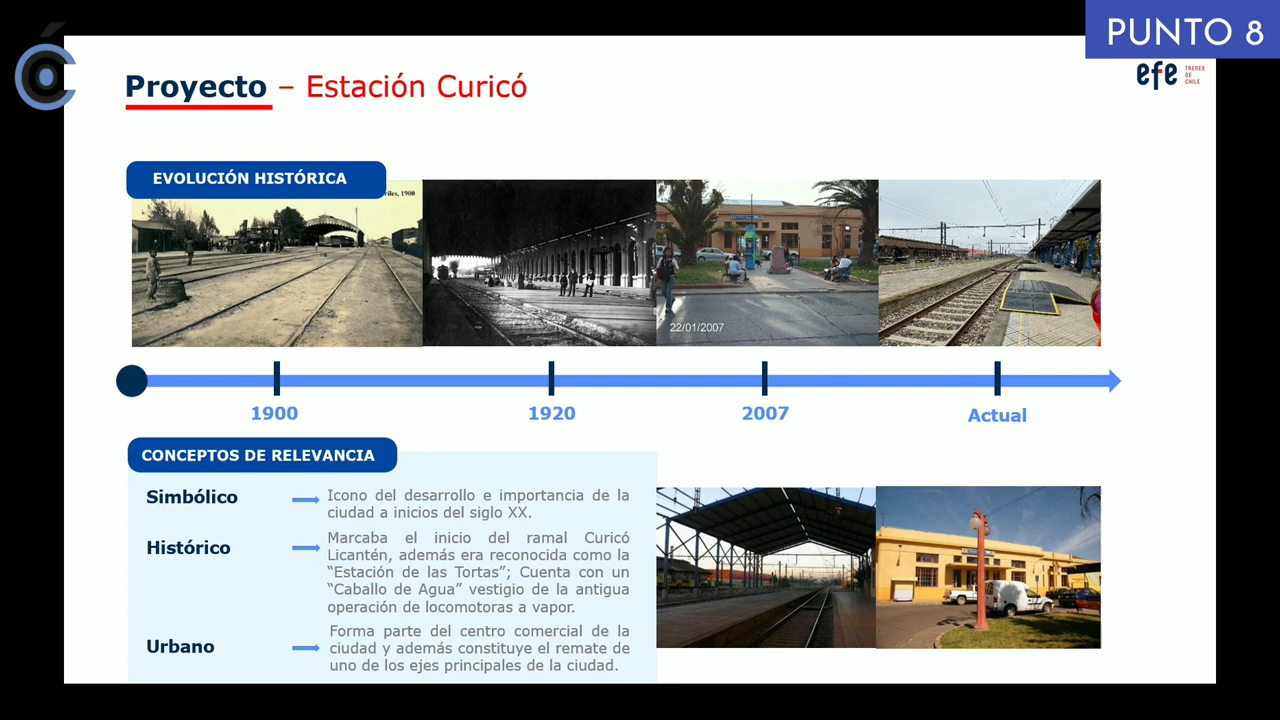 PUNTO 8
Proyecto – Estación Curicó
efe TRENES
DE
CHILE
EVOLUCIÓN HISTÓRICA
1900
22/01/2007
1900
1920
2007
Actual
CONCEPTOS DE RELEVANCIA
Simbólico
Icono del desarrollo e importancia de la
ciudad a inicios del siglo XX.
Histórico
Marcaba el inicio del ramal Curicó
Licantén, además era reconocida como la
“Estación de las Tortas”; Cuenta con un
“Caballo de Agua” vestigio de la antigua
operación de locomotoras a vapor.
Urbano
Forma parte del centro comercial de la
ciudad y además constituye el remate de
uno de los ejes principales de la ciudad.